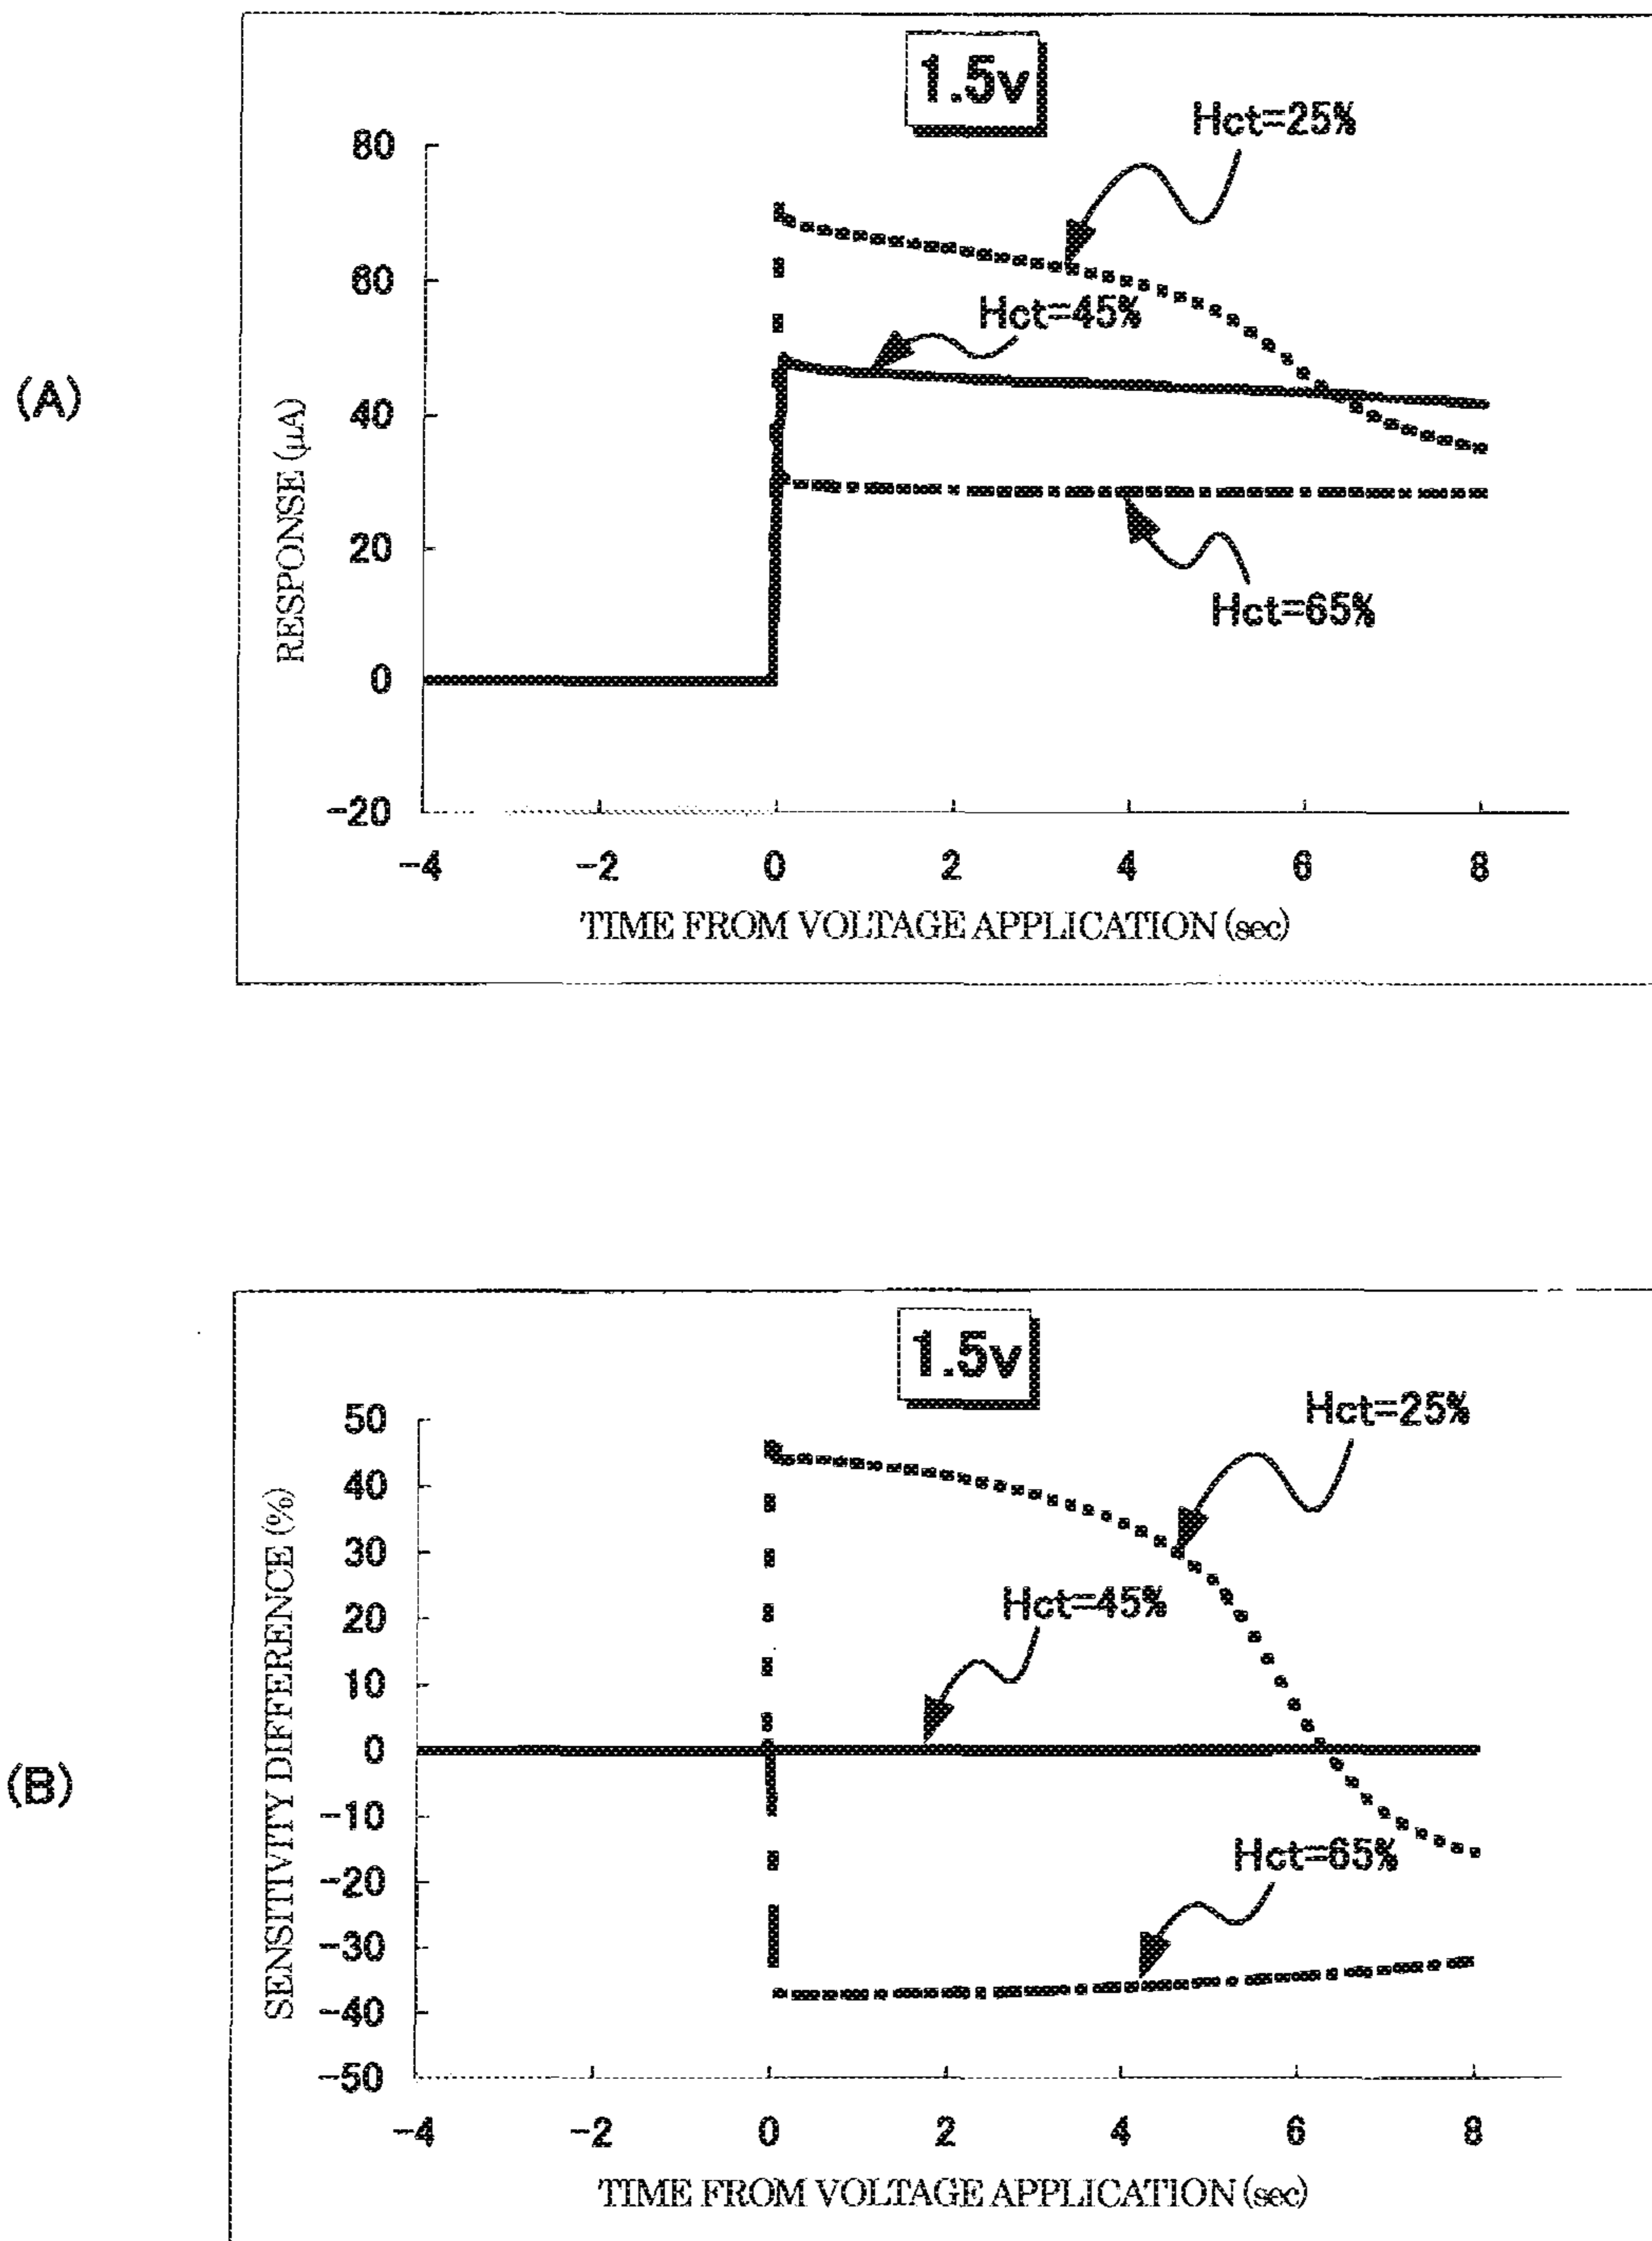 (A)
1.5v
Hct=25%
Hct=45%
Hct=65%
RESPONSE (μA)
80
60
40
20
0
-20
-4 -2 0 2 4 6 8
TIME FROM VOLTAGE APPLICATION (sec)
(B)
1.5v
Hct=25%
Hct=45%
Hct=65%
SENSITIVITY DIFFERENCE (%)
50
40
30
20
10
0
-10
-20
-30
-40
-50
-4 -2 0 2 4 6 8
TIME FROM VOLTAGE APPLICATION (sec)